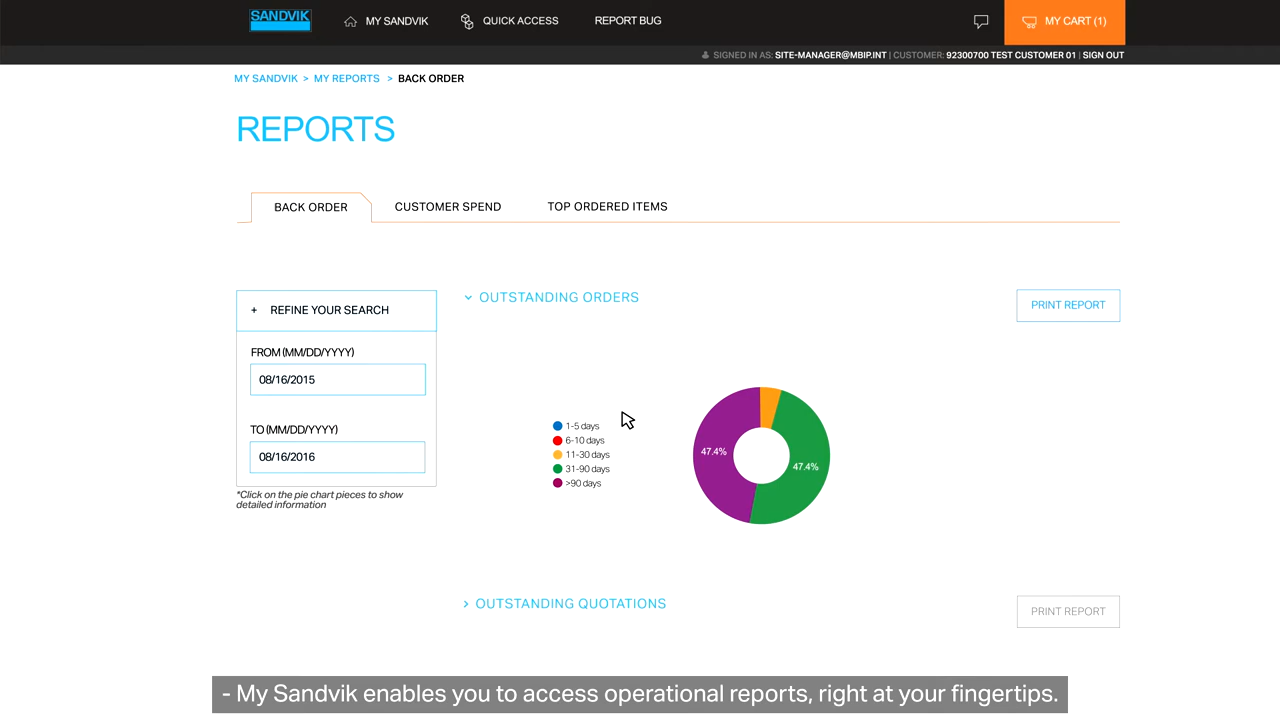 SANDVIK MY SANDVIK QUICK ACCESS REPORT BUG MY CART (1)
SIGNED IN AS: SITE-MANAGER@MBIP.INT | CUSTOMER: 92300700 TEST CUSTOMER 01 | SIGN OUT
MY SANDVIK > MY REPORTS > BACK ORDER
REPORTS
BACK ORDER CUSTOMER SPEND TOP ORDERED ITEMS
+ REFINE YOUR SEARCH
FROM (MM/DD/YYYY)
08/16/2015
TO (MM/DD/YYYY)
08/16/2016
*Click on the pie chart pieces to show
detailed information
OUTSTANDING ORDERS
PRINT REPORT
1-5 days
6-10 days
11-30 days
31-90 days
>90 days
47.4%
47.4%
OUTSTANDING QUOTATIONS
PRINT REPORT
- My Sandvik enables you to access operational reports, right at your fingertips.